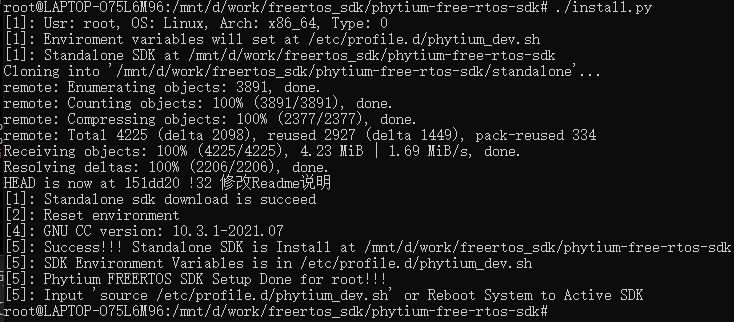 root@LAPTOP-O75L6M96:/mnt/d/work/freertos_sdk/phytium-free-rtos-sdk# ./install.py
[1]: Usr: root, OS: Linux, Arch: x86_64, Type: 0
[1]: Enviroment variables will set at /etc/profile.d/phytium_dev.sh
[1]: Standalone SDK at /mnt/d/work/freertos_sdk/phytium-free-rtos-sdk
Cloning into '/mnt/d/work/freertos_sdk/phytium-free-rtos-sdk/standalone'...
remote: Enumerating objects: 3891, done.
remote: Counting objects: 100% (3891/3891), done.
remote: Compressing objects: 100% (2377/2377), done.
remote: Total 4225 (delta 2098), reused 2927 (delta 1449), pack-reused 334
Receiving objects: 100% (4225/4225), 4.23 MiB | 1.69 MiB/s, done.
Resolving deltas: 100% (2206/2206), done.
HEAD is now at 151dd20 !32 修改Readme说明
[1]: Standalone sdk download is succeed
[2]: Reset environment
[4]: GNU CC version: 10.3.1-2021.07
[5]: Success!!! Standalone SDK is Install at /mnt/d/work/freertos_sdk/phytium-free-rtos-sdk
[5]: SDK Environment Variables is in /etc/profile.d/phytium_dev.sh
[5]: Phytium FREERTOS SDK Setup Done for root!!!
[5]: Input 'source /etc/profile.d/phytium_dev.sh' or Reboot System to Active SDK
root@LAPTOP-O75L6M96:/mnt/d/work/freertos_sdk/phytium-free-rtos-sdk#